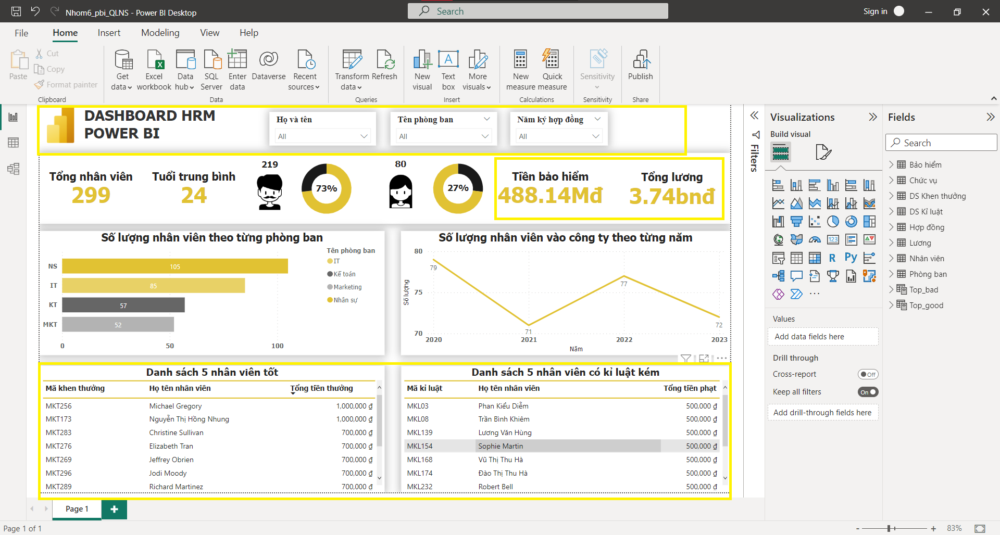 Nhom6_pbi_QLNS - Power BI Desktop
Search
Sign in
File
Home
Insert
Modeling
View
Help
Paste
Cut
Copy
Format painter
Clipboard
Get data
Excel workbook
Data hub
SQL Server
Enter data
Dataverse
Recent sources
Data
Transform data
Refresh
Queries
New visual
Text box
More visuals
Insert
New measure
Quick measure
Calculations
Sensitivity
Sensitivity
Publish
Share
DASHBOARD HRM
POWER BI
Họ và tên
All
Tên phòng ban
All
Năm ký hợp đồng
All
Tổng nhân viên
299
Tuổi trung bình
24
219
73%
80
27%
Tiền bảo hiểm
488.14Mđ
Tổng lương
3.74bnđ
Số lượng nhân viên theo từng phòng ban
NS
105
IT
85
KT
57
MKT
52
0 50 100
Tên phòng ban
IT
Kế toán
Marketing
Nhân sự
Số lượng nhân viên vào công ty theo từng năm
Số lượng
80
75
70
79
71
77
72
2020 2021 2022 2023
Năm
Danh sách 5 nhân viên tốt
Mã khen thưởng Họ tên nhân viên Tổng tiền thưởng
MKT256 Michael Gregory 1,000,000 ₫
MKT173 Nguyễn Thị Hồng Nhung 1,000,000 ₫
MKT283 Christine Sullivan 700,000 ₫
MKT276 Elizabeth Tran 700,000 ₫
MKT269 Jeffrey Obrien 700,000 ₫
MKT296 Jodi Moody 700,000 ₫
MKT289 Richard Martinez 700,000 ₫
Danh sách 5 nhân viên có kỉ luật kém
Mã kỉ luật Họ tên nhân viên Tổng tiền phạt
MKL03 Phan Kiểu Diễm 500,000 ₫
MKL08 Trần Bình Khiêm 500,000 ₫
MKL139 Lương Văn Hùng 500,000 ₫
MKL154 Sophie Martin 500,000 ₫
MKL168 Vũ Thị Thu Hà 500,000 ₫
MKL174 Đào Thị Thu Hà 500,000 ₫
MKL232 Robert Bell 500,000 ₫
Filters
Visualizations
Build visual
123
R
Py
Values
Add data fields here
Drill through
Cross-report
Off
Keep all filters
On
Add drill-through fields here
Fields
Search
Bảo hiểm
Chức vụ
DS Khen thưởng
DS Kỉ luật
Hợp đồng
Lương
Nhân viên
Phòng ban
Top_bad
Top_good
Page 1
Page 1 of 1
83%